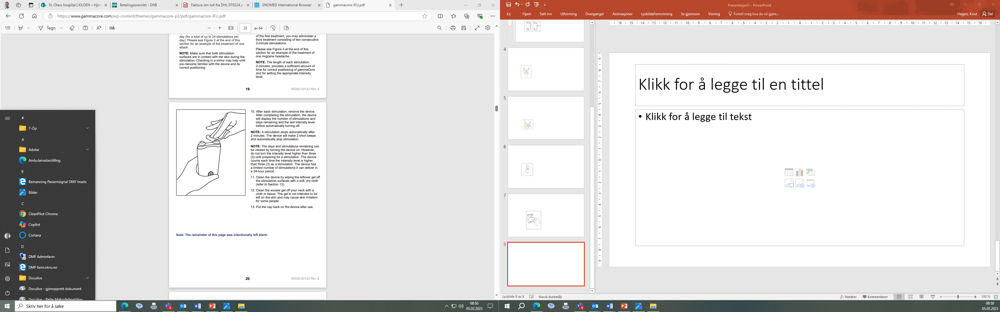 St. Olavs hospital | KILDEN – Hjem
Betalingsoversikt - DNB
Faktura om toll fra DHL 070224.p
SNOMED International Browser
gammacore-IFU.pdf
https://www.gammacore.com/wp-content/themes/gammacore-p2/pdf/gammacore-IFU.pdf
Tegn
20 av 64
day (for a total of up to 24 stimulations per
day). Please see Figure 2 at the end of this
section for an example of the treatment of one
attack.
NOTE: Make sure that both stimulation
surfaces are in contact with the skin during the
stimulation. Checking in a mirror may help until
you become familiar with the device and its
correct positioning
of the first treatment, you may administer a
third treatment consisting of two consecutive
2-minute stimulations.
Please see Figure 4 at the end of this
section for an example of the treatment of
one migraine headache.
NOTE: The length of each stimulation,
2-minutes, provides a sufficient amount of
time for correct positioning of gammaCore
and for setting the appropriate intensity
level.
19
64000-00123 Rev 4
10. After each stimulation, remove the device.
After completing the stimulation, the device
will display the number of stimulations and
days remaining and the last intensity level
before automatically turning off.
NOTE: A stimulation stops automatically after
2 minutes. The device will make 2 short beeps
and automatically stop stimulation.
NOTE: The days and stimulations remaining can
be viewed by turning the device on. However,
do not turn the intensity level higher than three
(3) until preparing for a stimulation. The device
counts each time the intensity level is higher
than three (3) as a stimulation. The device has
a limited number of stimulations it can deliver in
a 24-hour period.
11. Clean the device by wiping the leftover gel off
the stimulation surfaces with a soft, dry cloth
(refer to Section 13).
12. Clean the excess gel off your neck with a
cloth or tissue. The gel is not intended to be
left on the skin and may cause skin irritation
for some people.
13. Put the cap back on the device after use.
Note: The remainder of this page was intentionally left blank.
20
64000-00123 Rev 4
#
7-Zip
A
Adobe
Ambulansebestilling
B
Bemanning Pasientsignal DNV Imatis
Bilder
C
CleanPilot Chrome
Copilot
Cortana
D
DMF Adminfarm
DMF farm.ntnu.no
Doculive
Doculive - gjenopprett dokument
Doculive - Rette Makrofeilmelding
Skriv her for å søke
08:50
05.02.2025
Presentasjon1 - PowerPoint
Fil Hjem Sett inn Utforming Overganger Animasjoner Lysbildefremvisning Se gjennom Visning Fortell meg hva du vil gjøre... Hagen, Knut Del
4
5
6
7
8
Klikk for å legge til en tittel
• Klikk for å legge til tekst
Lysbilde 8 av 8 Norsk (bokmål) Notater Kommentarer 100 %
08:50
05.02.2025